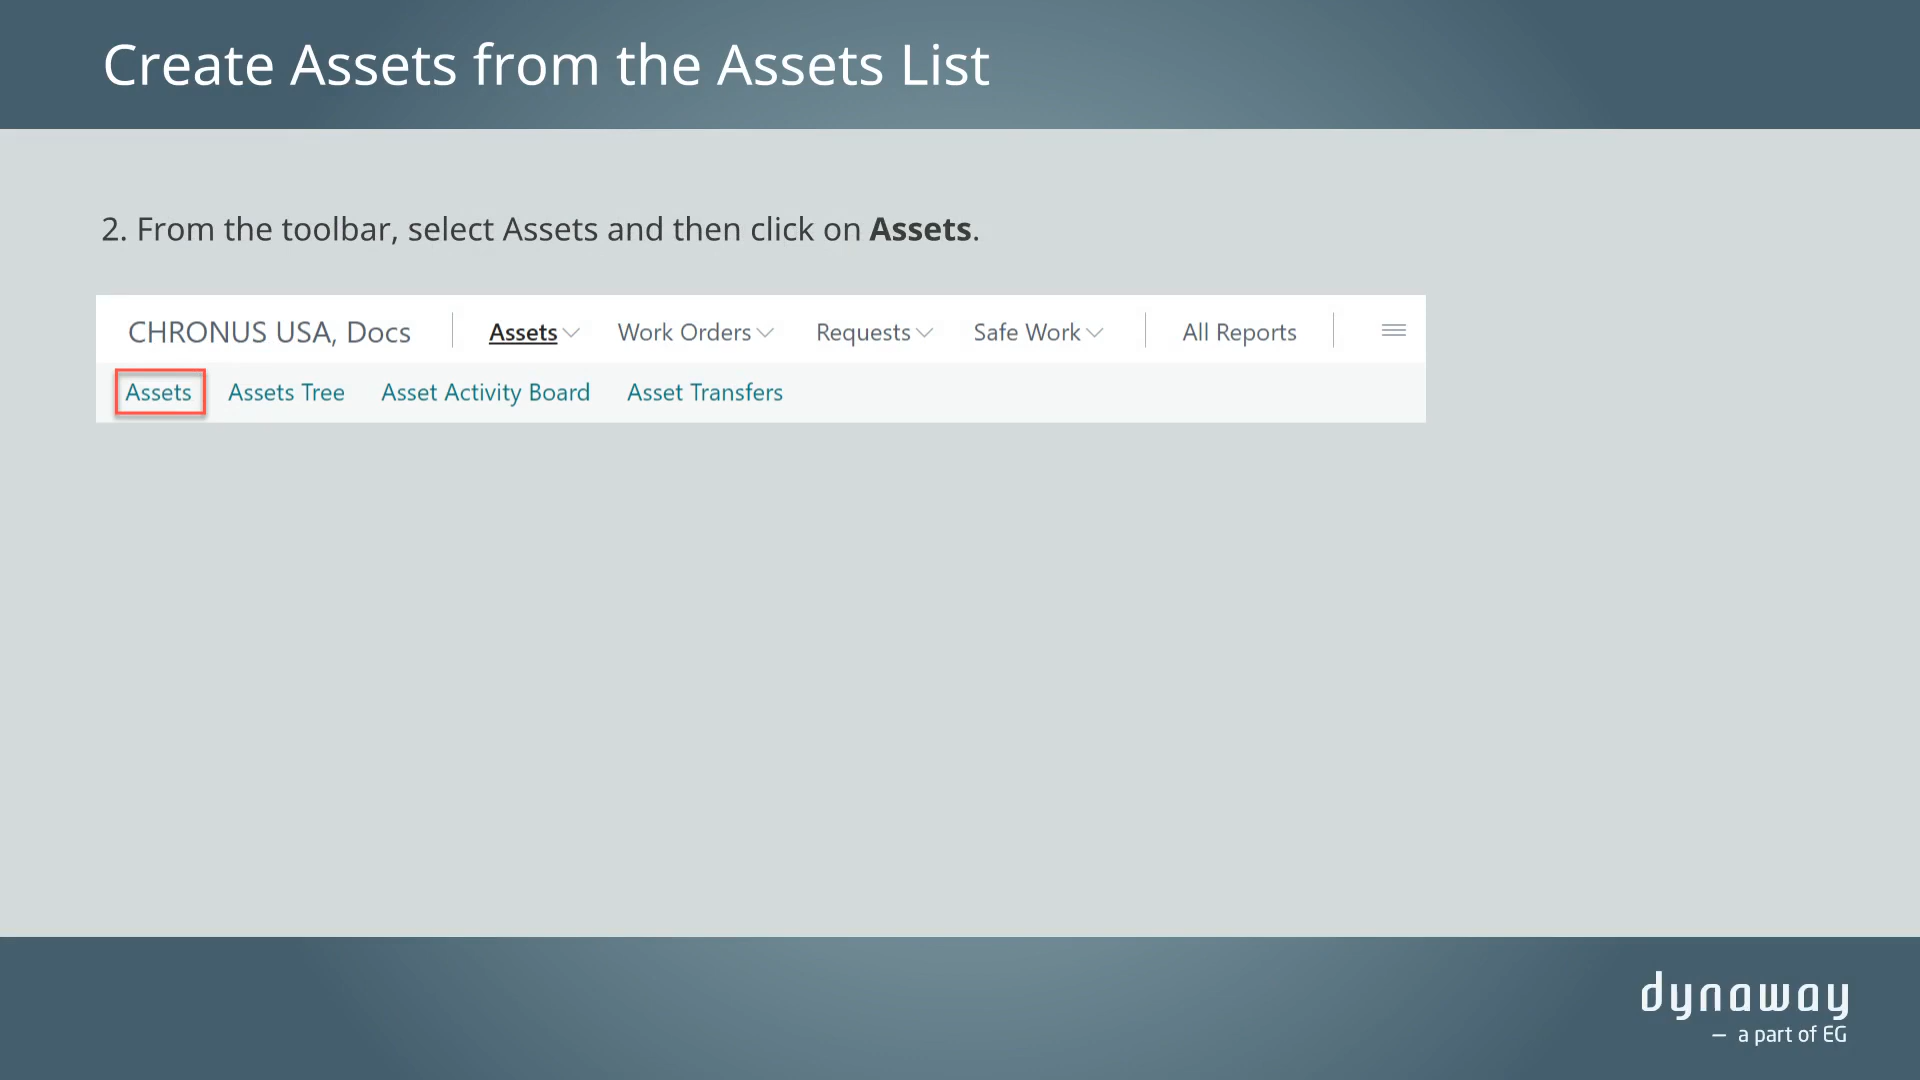 Create Assets from the Assets List
2. From the toolbar, select Assets and then click on Assets.
CHRONUS USA, Docs Assets Work Orders Requests Safe Work All Reports
Assets Assets Tree Asset Activity Board Asset Transfers
dynaway
– a part of EG